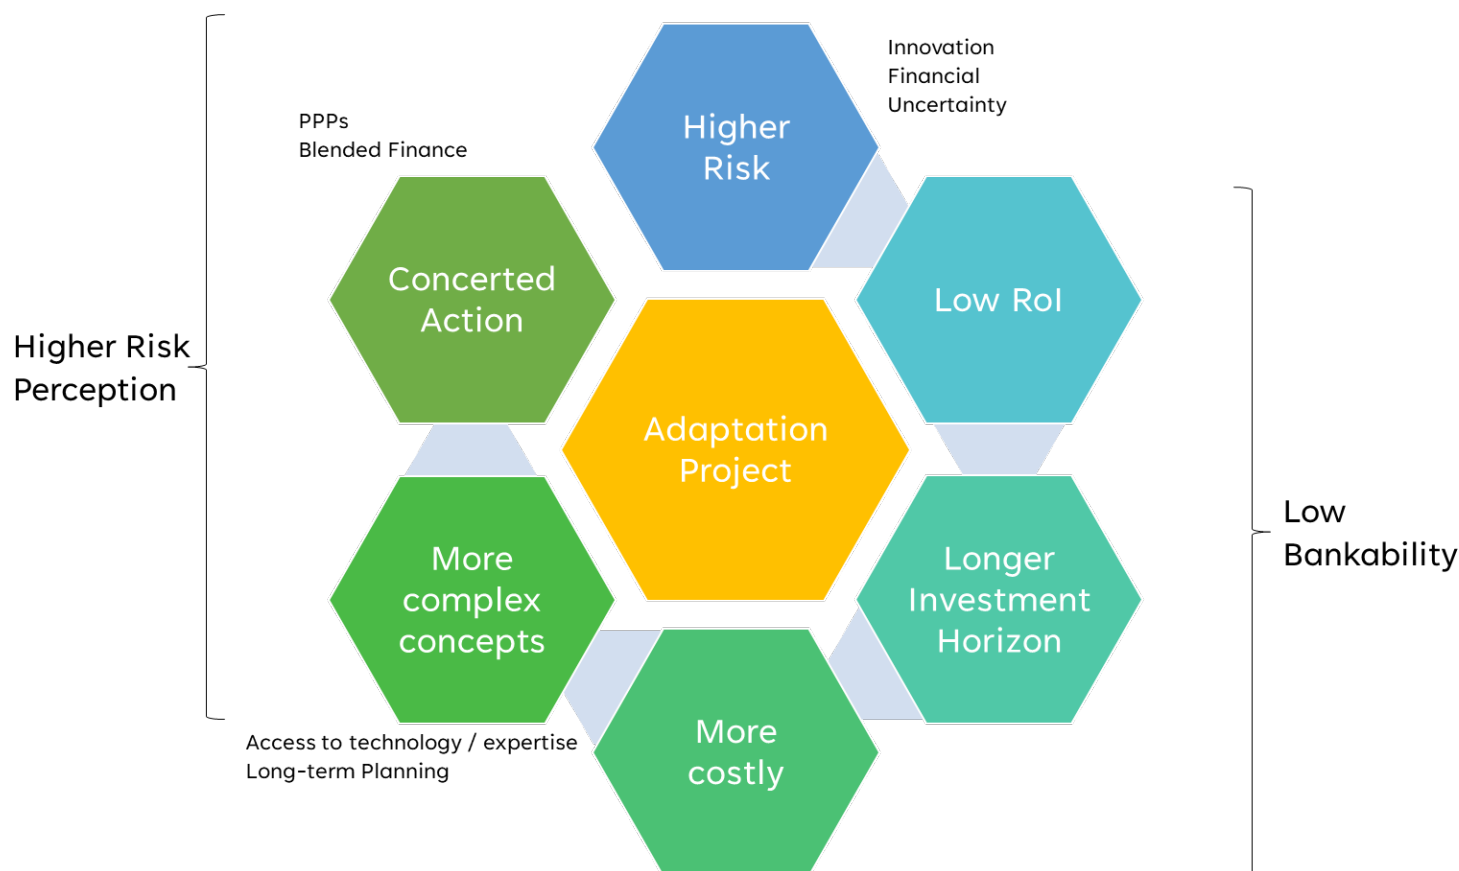 Innovation
Financial
Uncertainty
Higher
Risk
PPPs
Blended Finance
Concerted
Action
Low RoI
Higher Risk
Perception
Adaptation
Project
Low
Bankability
More
complex
concepts
Longer
Investment
Horizon
More
costly
Access to technology / expertise
Long-term Planning